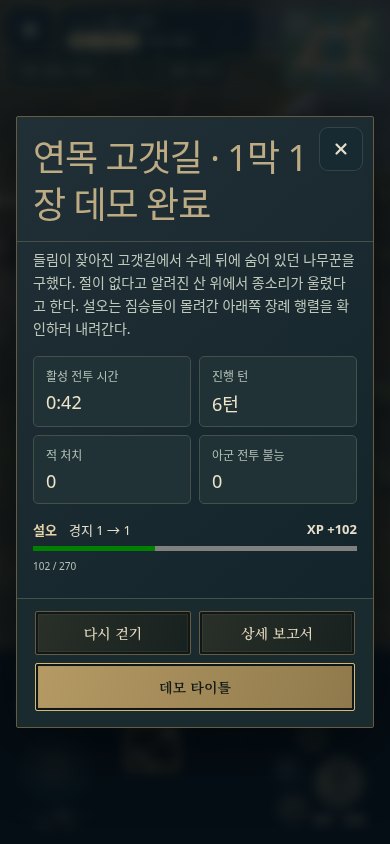 연목 고갯길 · 1막 1
장 데모 완료
들림이 잦아진 고갯길에서 수레 뒤에 숨어 있던 나무꾼을
구했다. 절이 없다고 알려진 산 위에서 종소리가 울렸다
고 한다. 설오는 짐승들이 몰려간 아래쪽 장례 행렬을 확
인하러 내려간다.
활성 전투 시간
0:42
진행 턴
6턴
적 처치
0
아군 전투 불능
0
설오 경지 1 → 1 XP +102
102 / 270
다시 걷기
상세 보고서
데모 타이틀